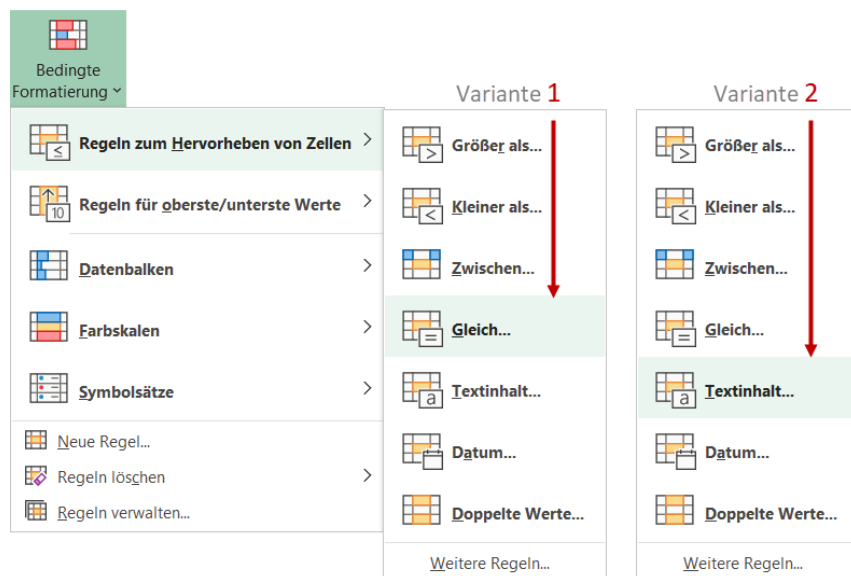 Bedingte
Formatierung
Regeln zum Hervorheben von Zellen
Regeln für oberste/unterste Werte
10
Datenbalken
Farbskalen
Symbolsätze
Neue Regel...
Regeln löschen
Regeln verwalten...
Variante 1
Größer als...
Kleiner als...
Zwischen...
Gleich...
a
Textinhalt...
Datum...
Doppelte Werte...
Weitere Regeln...
Variante 2
Größer als...
Kleiner als...
Zwischen...
Gleich...
a
Textinhalt...
Datum...
Doppelte Werte...
Weitere Regeln...